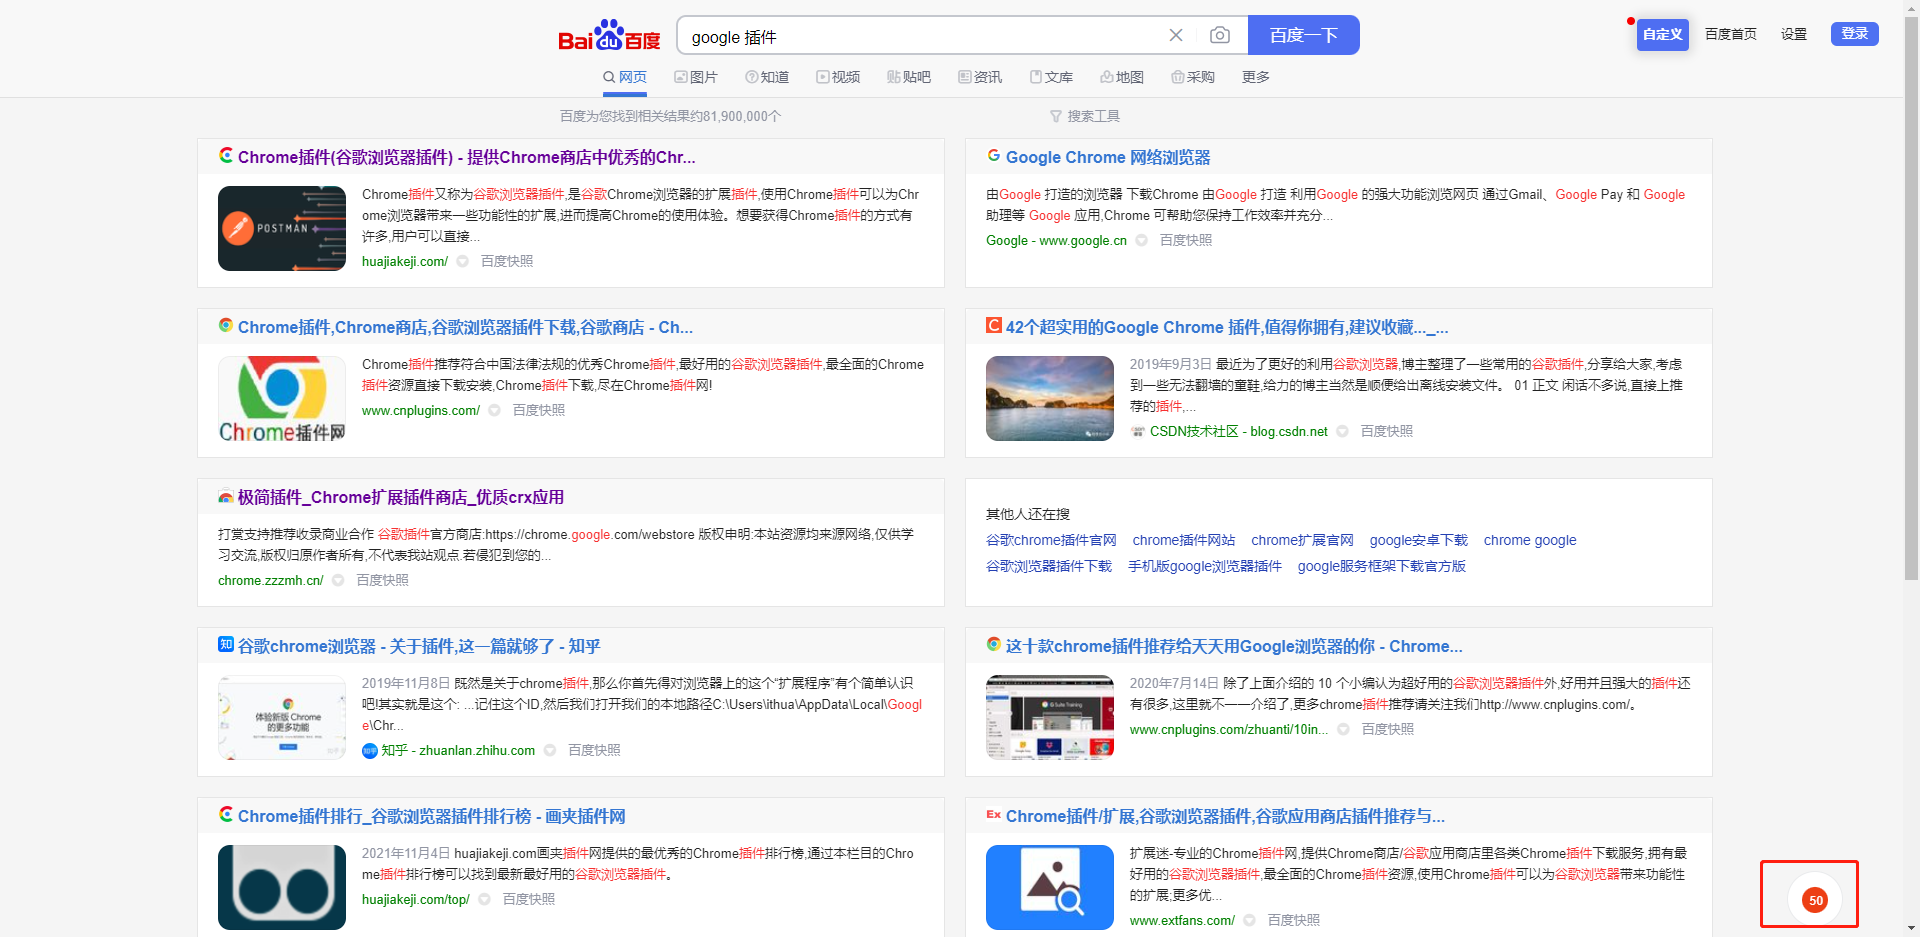 Bai du 百度
google 插件
百度一下
自定义
百度首页
设置
登录
网页
图片
知道
视频
贴吧
资讯
文库
地图
采购
更多
百度为您找到相关结果约81,900,000个
搜索工具
Chrome插件(谷歌浏览器插件) - 提供Chrome商店中优秀的Chr...
POSTMAN
Chrome插件又称为谷歌浏览器插件,是谷歌Chrome浏览器的扩展插件,使用Chrome插件可以为Chr
ome浏览器带来一些功能性的扩展,进而提高Chrome的使用体验。想要获得Chrome插件的方式有
许多,用户可以直接...
huajiakeji.com/ 百度快照
Google Chrome 网络浏览器
由Google 打造的浏览器 下载Chrome 由Google 打造 利用Google 的强大功能浏览网页 通过Gmail、Google Pay 和 Google
助理等 Google 应用,Chrome 可帮助您保持工作效率并充分...
Google - www.google.cn 百度快照
Chrome插件,Chrome商店,谷歌浏览器插件下载,谷歌商店 - Ch...
Chrome插件网
Chrome插件推荐符合中国法律法规的优秀Chrome插件,最好用的谷歌浏览器插件,最全面的Chrome
插件资源直接下载安装,Chrome插件下载,尽在Chrome插件网!
www.cnplugins.com/ 百度快照
C 42个超实用的Google Chrome 插件,值得你拥有,建议收藏..._...
2019年9月3日 最近为了更好的利用谷歌浏览器,博主整理了一些常用的谷歌插件,分享给大家,考虑
到一些无法翻墙的童鞋,给力的博主当然是顺便给出离线安装文件。 01 正文 闲话不多说,直接上推
荐的插件,...
CSDN技术社区 - blog.csdn.net 百度快照
极简插件_Chrome扩展插件商店_优质crx应用
打赏支持推荐收录商业合作 谷歌插件官方商店:https://chrome.google.com/webstore 版权申明:本站资源均来源网络,仅供学
习交流,版权归原作者所有,不代表我站观点.若侵犯到您的...
chrome.zzzmh.cn/ 百度快照
其他人还在搜
谷歌chrome插件官网 chrome插件网站 chrome扩展官网 google安卓下载 chrome google
谷歌浏览器插件下载 手机版google浏览器插件 google服务框架下载官方版
知 谷歌chrome浏览器 - 关于插件,这一篇就够了 - 知乎
体验新版 Chrome
的更多功能
2019年11月8日 既然是关于chrome插件,那么你首先得对浏览器上的这个“扩展程序”有个简单认识
吧!其实就是这个: ...记住这个ID,然后我们打开我们的本地路径C:\Users\ithua\AppData\Local\Googl
e\Chr...
知乎 - zhuanlan.zhihu.com 百度快照
这十款chrome插件推荐给天天用Google浏览器的你 - Chrome...
G Suite Training
2020年7月14日 除了上面介绍的 10 个小编认为超好用的谷歌浏览器插件外,好用并且强大的插件还
有很多,这里就不一一介绍了,更多chrome插件推荐请关注我们http://www.cnplugins.com/。
www.cnplugins.com/zhuanti/10in... 百度快照
Chrome插件排行_谷歌浏览器插件排行榜 - 画夹插件网
2021年11月4日 huajiakeji.com画夹插件网提供的最优秀的Chrome插件排行榜,通过本栏目的Chro
me插件排行榜可以找到最新最好用的谷歌浏览器插件。
huajiakeji.com/top/ 百度快照
Ex Chrome插件/扩展,谷歌浏览器插件,谷歌应用商店插件推荐与...
扩展迷-专业的Chrome插件网,提供Chrome商店/谷歌应用商店里各类Chrome插件下载服务,拥有最
好用的谷歌浏览器插件,最全面的Chrome插件资源,使用Chrome插件可以为谷歌浏览器带来功能性
的扩展;更多优...
www.extfans.com/ 百度快照
50